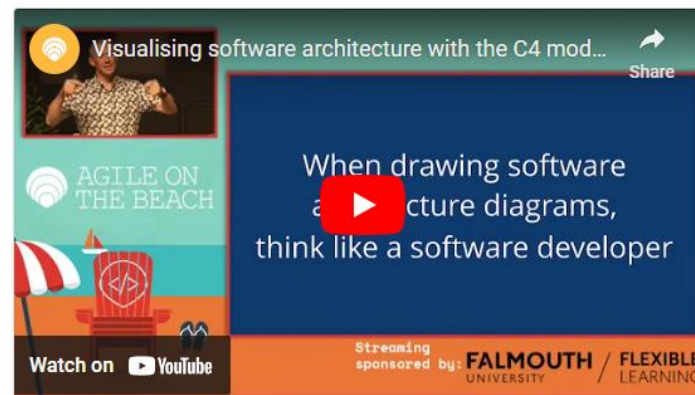 Visualising software architecture with the C4 mod...
Share
AGILE ON
THE BEACH
</>
When drawing software
a cture diagrams,
think like a software developer
Watch on YouTube
Streaming
sponsored by: FALMOUTH / FLEXIBLE
UNIVERSITY LEARNING